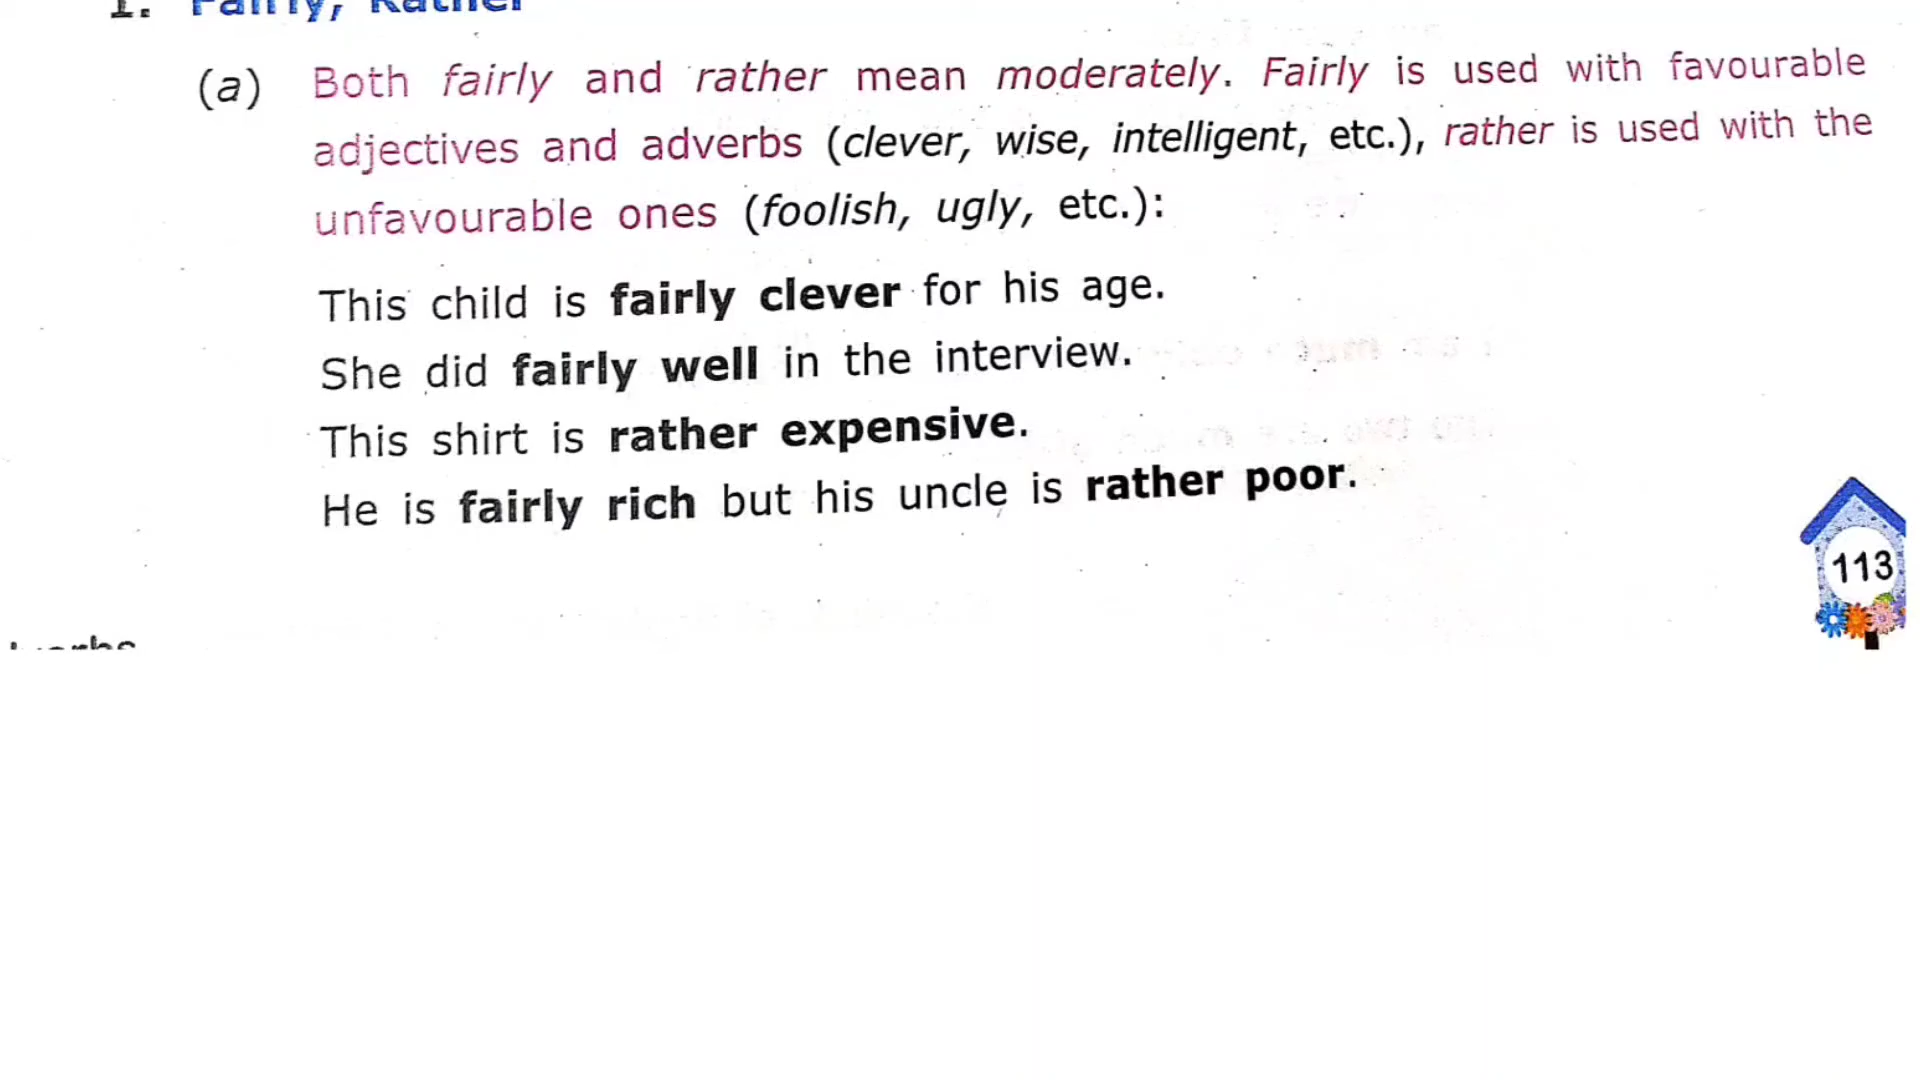 1. Fairly, Rather
(a) Both fairly and rather mean moderately. Fairly is used with favourable
adjectives and adverbs (clever, wise, intelligent, etc.), rather is used with the
unfavourable ones (foolish, ugly, etc.):
This child is fairly clever for his age.
She did fairly well in the interview.
This shirt is rather expensive.
He is fairly rich but his uncle is rather poor.
113